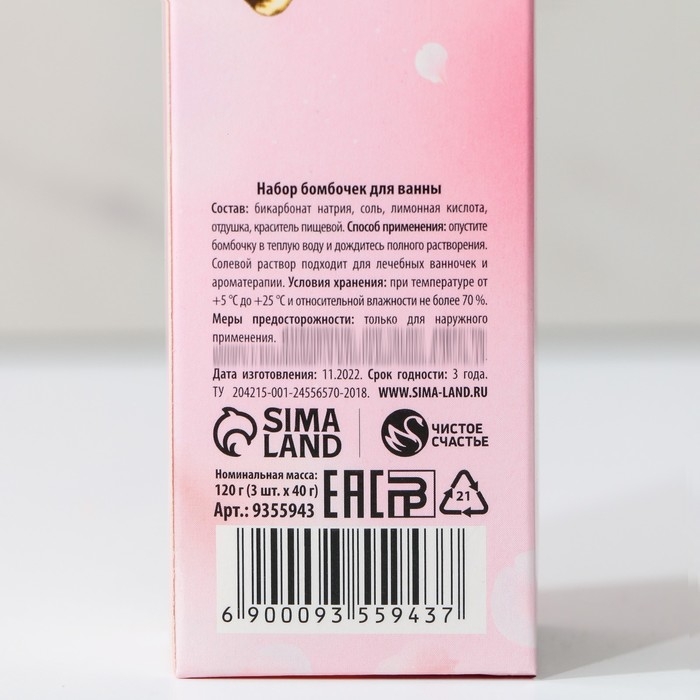 Набор бомбочек для ванны
Состав: бикарбонат натрия, соль, лимонная кислота,
отдушка, краситель пищевой. Способ применения: опустите
бомбочку в теплую воду и дождитесь полного растворения.
Солевой раствор подходит для лечебных ванночек и
ароматерапии. Условия хранения: при температуре от
+5 °C до +25 °C и относительной влажности не более 70 %.
Меры предосторожности: только для наружного
применения.
Дата изготовления: 11.2022. Срок годности: 3 года.
ТУ 204215-001-24556570-2018. WWW.SIMA-LAND.RU
SIMA LAND
ЧИСТОЕ СЧАСТЬЕ
Номинальная масса:
120 г (3 шт. х 40 г)
Арт.: 9355943
EAC
21
6 900093 559437